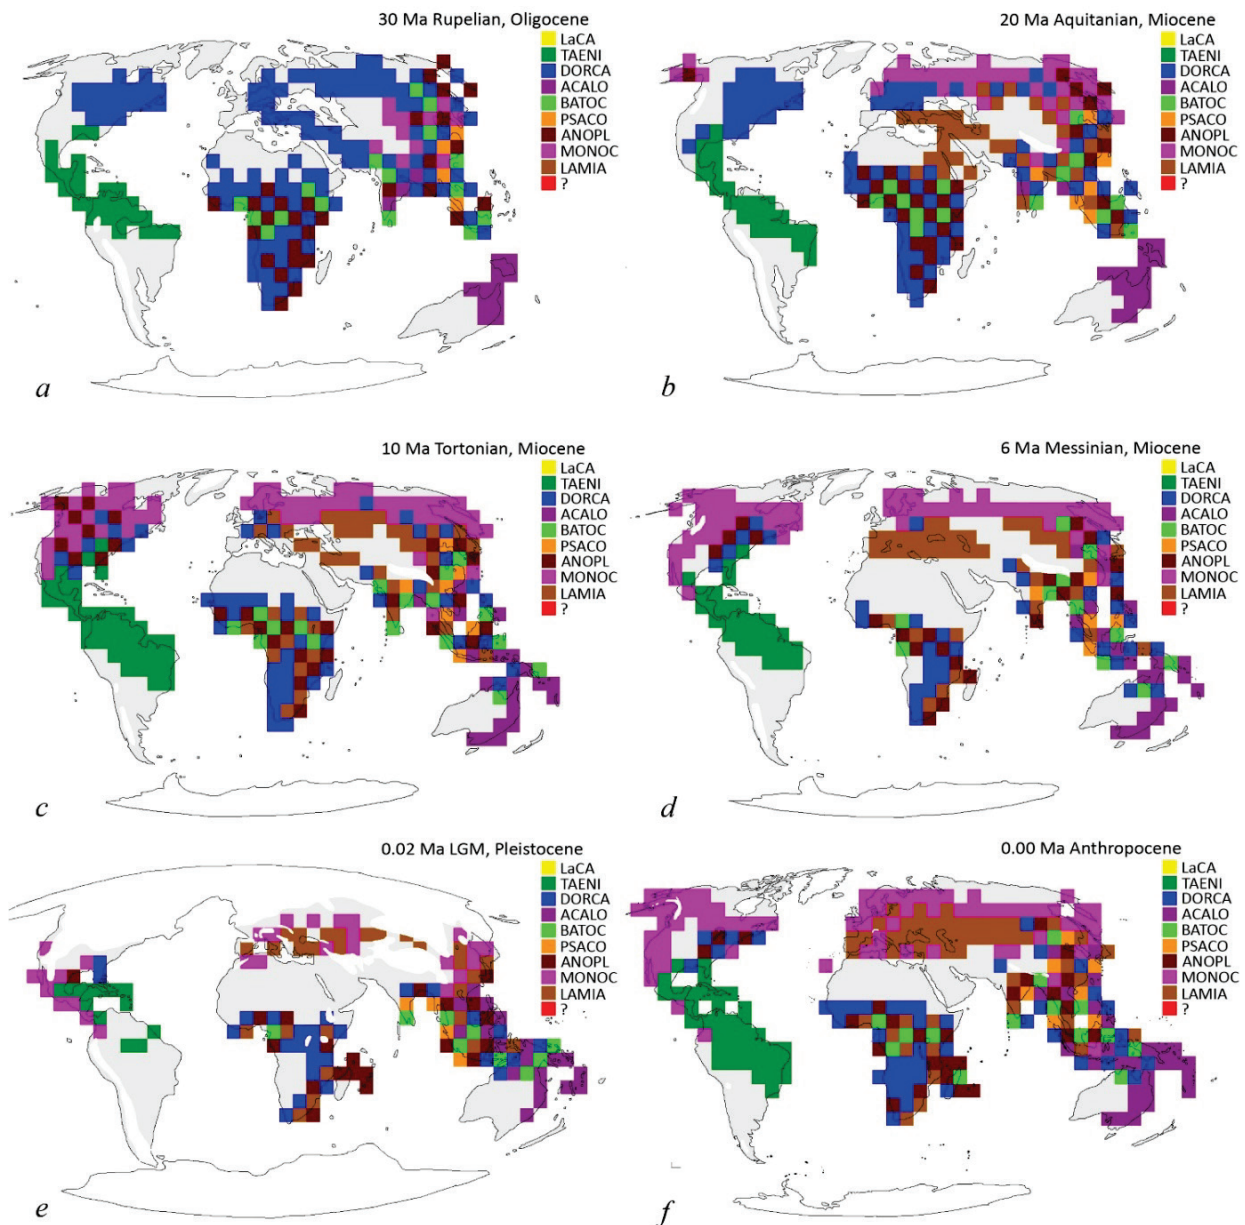 30 Ma Rupelian, Oligocene
LaCA
TAENI
DORCA
ACALO
BATOC
PSACO
ANOPL
MONOC
LAMIA
?
a
20 Ma Aquitanian, Miocene
LaCA
TAENI
DORCA
ACALO
BATOC
PSACO
ANOPL
MONOC
LAMIA
?
b
10 Ma Tortonian, Miocene
LaCA
TAENI
DORCA
ACALO
BATOC
PSACO
ANOPL
MONOC
LAMIA
?
c
6 Ma Messinian, Miocene
LaCA
TAENI
DORCA
ACALO
BATOC
PSACO
ANOPL
MONOC
LAMIA
?
d
0.02 Ma LGM, Pleistocene
LaCA
TAENI
DORCA
ACALO
BATOC
PSACO
ANOPL
MONOC
LAMIA
?
e
0.00 Ma Anthropocene
LaCA
TAENI
DORCA
ACALO
BATOC
PSACO
ANOPL
MONOC
LAMIA
?
f